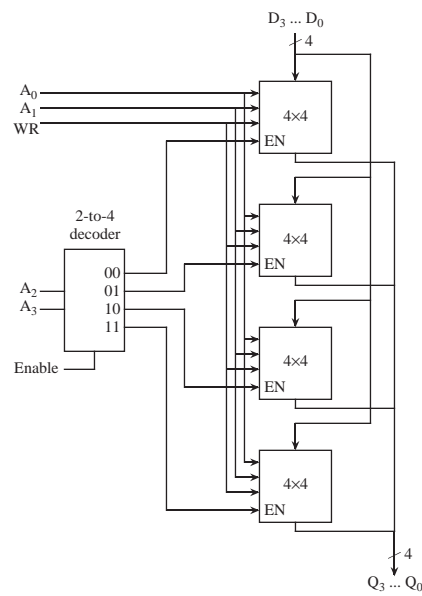 D3 ... D0
4
A0
A1
WR
4×4
EN
2-to-4
decoder
4×4
00
EN
A2
01
A3
10
11
4×4
Enable
EN
4×4
EN
4
Q3 ... Q0